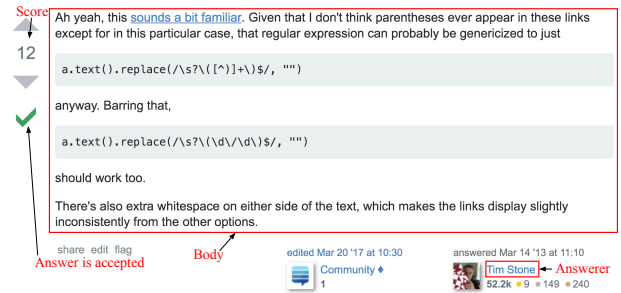 Score
Ah yeah, this sounds a bit familiar. Given that I don't think parentheses ever appear in these links
except for in this particular case, that regular expression can probably be genericized to just
12
a.text().replace(/\s?\([^)]+\)$/, "")
anyway. Barring that,
a.text().replace(/\s?\(\d\/\d\)$/, "")
should work too.
There's also extra whitespace on either side of the text, which makes the links display slightly
inconsistently from the other options.
share edit flag
Answer is accepted
Body
edited Mar 20 '17 at 10:30
Community ♦
1
answered Mar 14 '13 at 11:10
Tim Stone
Answerer
52.2k ●9 ●149 ●240